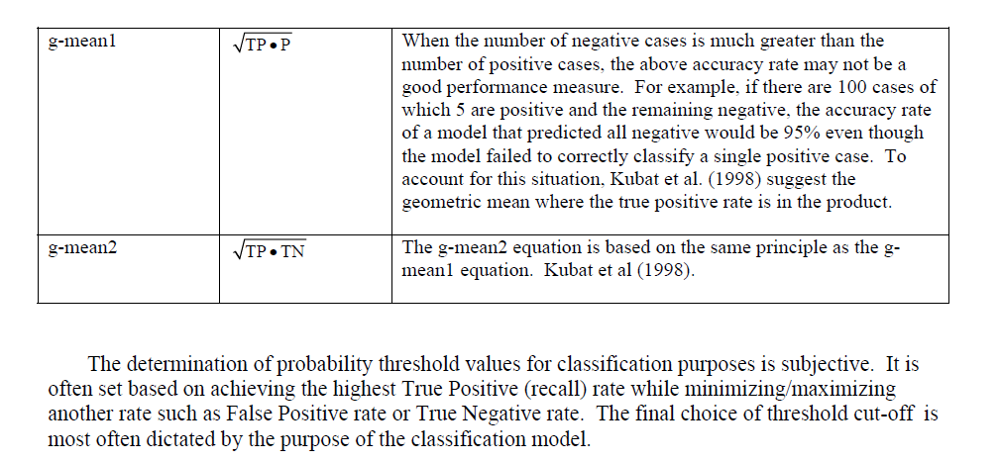 g-mean1
√TP • P
When the number of negative cases is much greater than the
number of positive cases, the above accuracy rate may not be a
good performance measure. For example, if there are 100 cases of
which 5 are positive and the remaining negative, the accuracy rate
of a model that predicted all negative would be 95% even though
the model failed to correctly classify a single positive case. To
account for this situation, Kubat et al. (1998) suggest the
geometric mean where the true positive rate is in the product.
g-mean2
√TP • TN
The g-mean2 equation is based on the same principle as the g-
mean1 equation. Kubat et al (1998).
The determination of probability threshold values for classification purposes is subjective. It is
often set based on achieving the highest True Positive (recall) rate while minimizing/maximizing
another rate such as False Positive rate or True Negative rate. The final choice of threshold cut-off is
most often dictated by the purpose of the classification model.